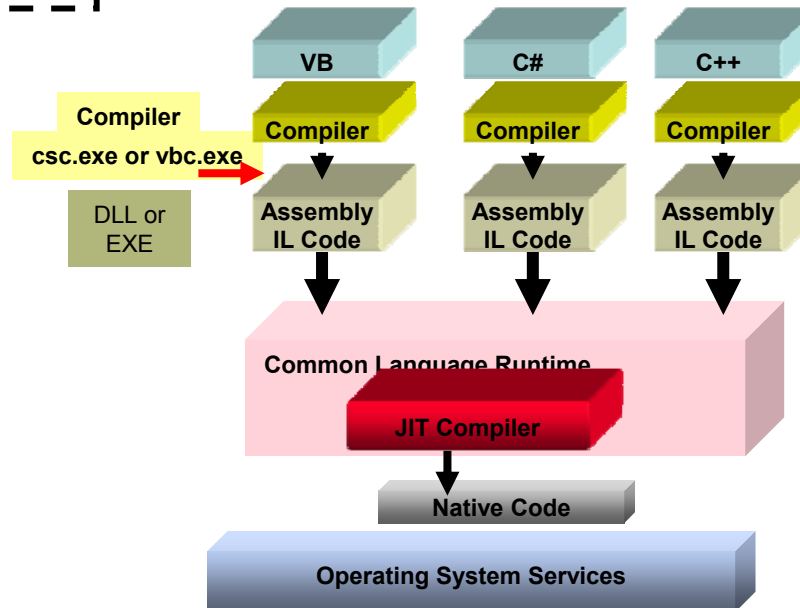 VB
C#
C++
Compiler
csc.exe or vbc.exe
Compiler
Compiler
Compiler
DLL or
EXE
Assembly
IL Code
Assembly
IL Code
Assembly
IL Code
Common Language Runtime
JIT Compiler
Native Code
Operating System Services